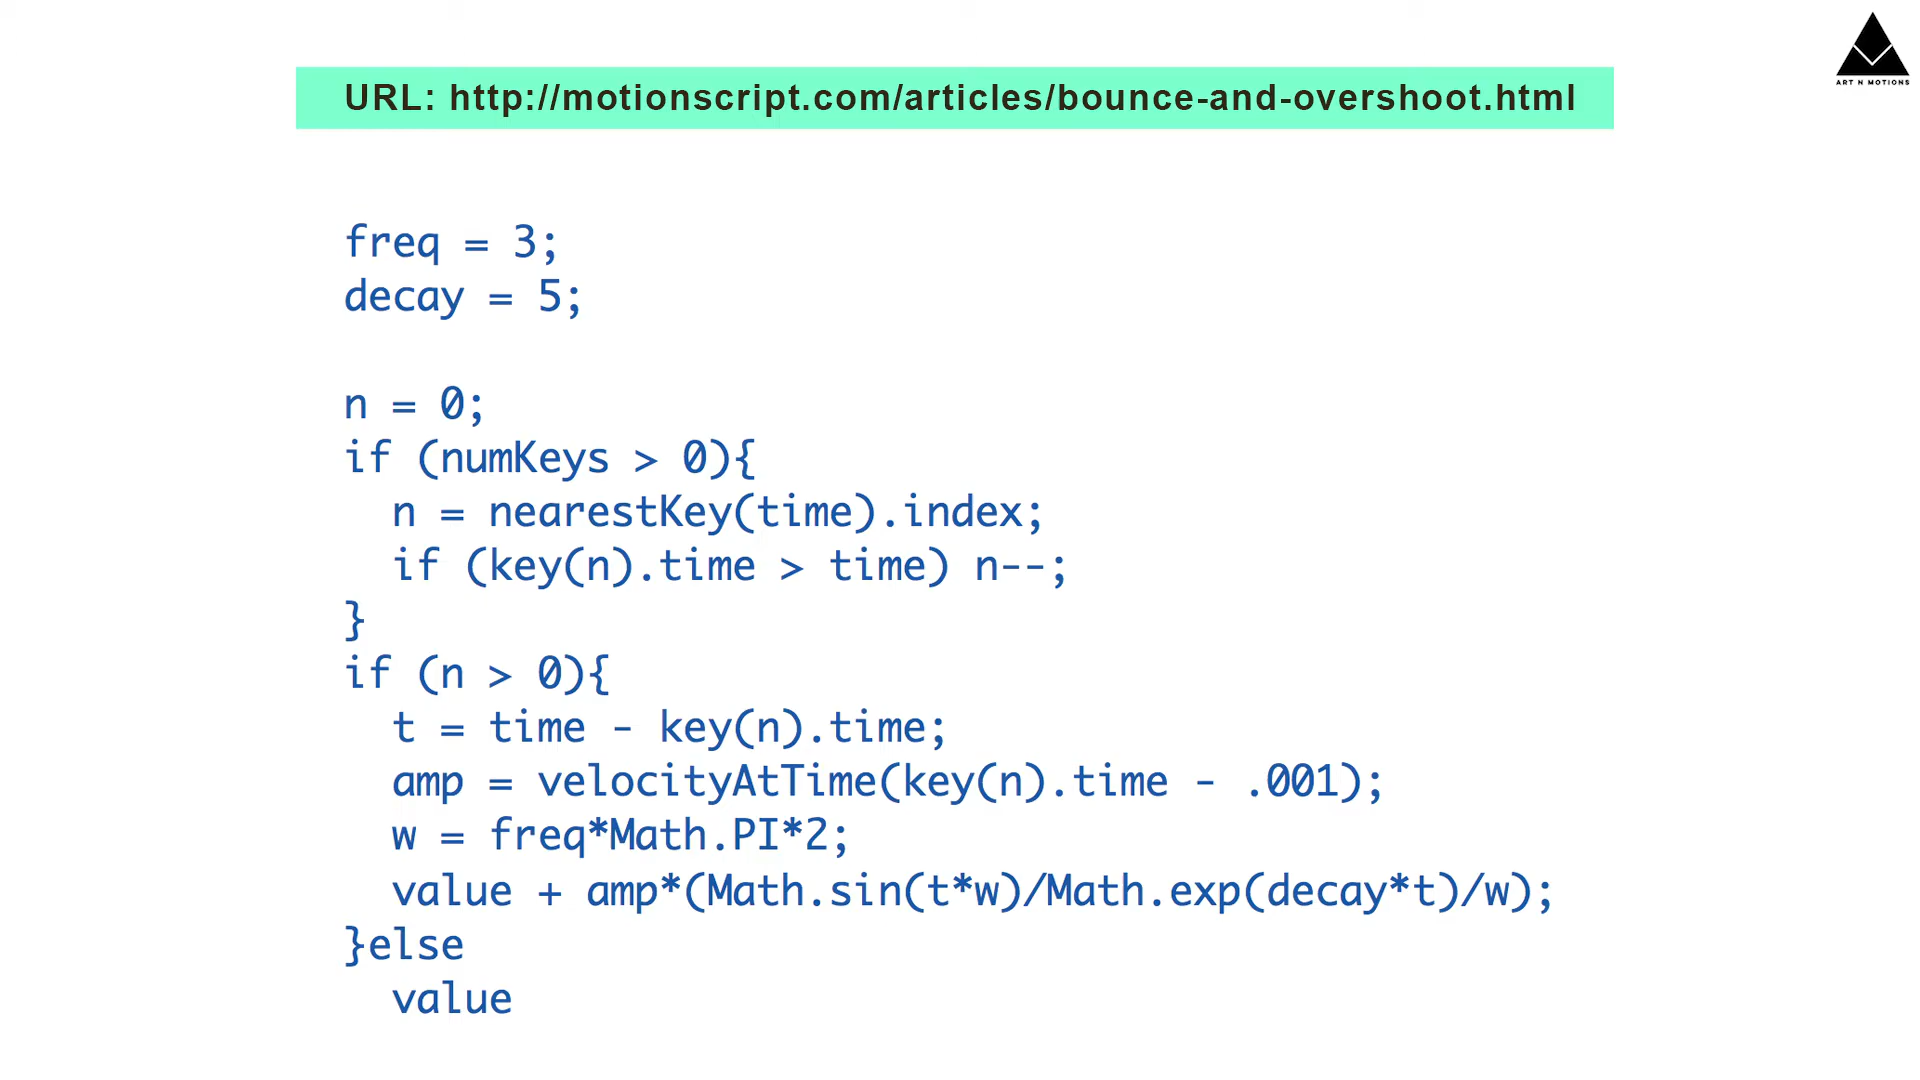 ART N MOTIONS
URL: http://motionscript.com/articles/bounce-and-overshoot.html
freq = 3;
decay = 5;
n = 0;
if (numKeys > 0){
  n = nearestKey(time).index;
  if (key(n).time > time) n--;
}
if (n > 0){
  t = time - key(n).time;
  amp = velocityAtTime(key(n).time - .001);
  w = freq*Math.PI*2;
  value + amp*(Math.sin(t*w)/Math.exp(decay*t)/w);
}else
  value